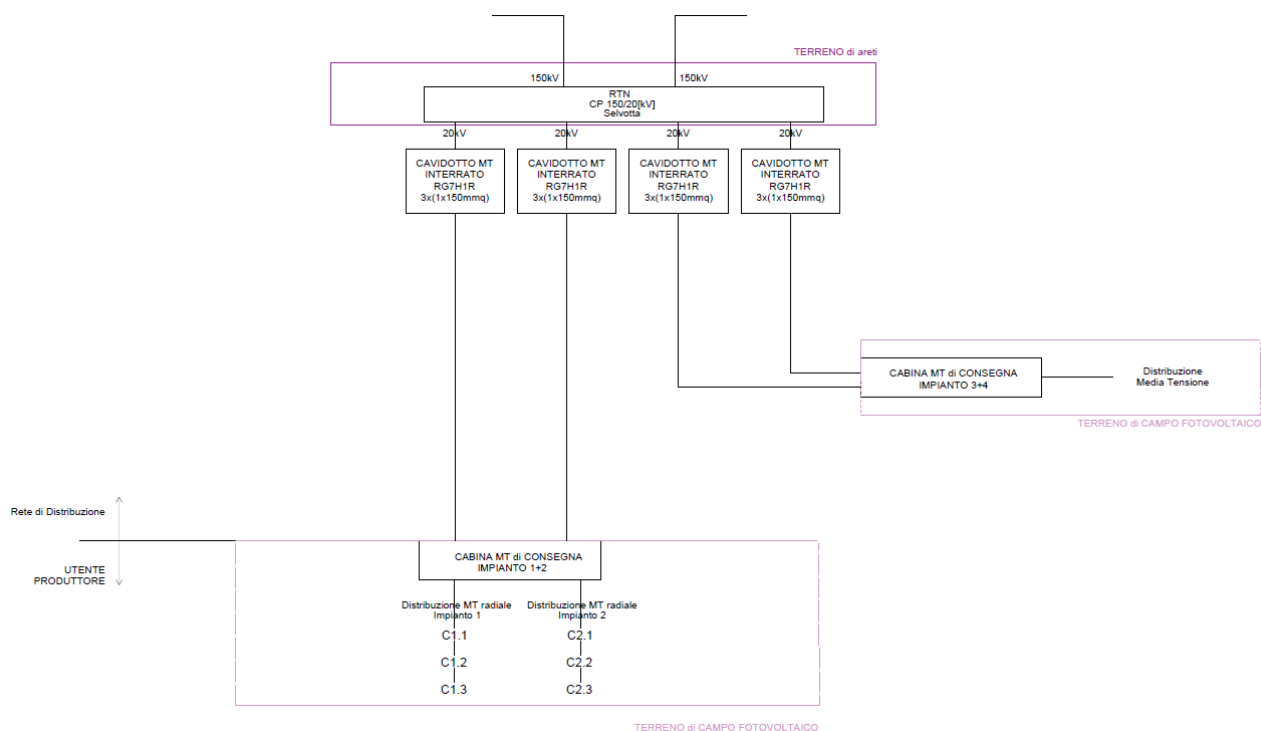 TERRENO di areti
150kV
150kV
RTN
CP 150/20[kV]
Selvotta
20kV
20kV
20kV
20kV
CAVIDOTTO MT
INTERRATO
RG7H1R
3x(1x150mmq)
CAVIDOTTO MT
INTERRATO
RG7H1R
3x(1x150mmq)
CAVIDOTTO MT
INTERRATO
RG7H1R
3x(1x150mmq)
CAVIDOTTO MT
INTERRATO
RG7H1R
3x(1x150mmq)
CABINA MT di CONSEGNA
IMPIANTO 3+4
Distribuzione
Media Tensione
TERRENO di CAMPO FOTOVOLTAICO
Rete di Distribuzione
UTENTE
PRODUTTORE
CABINA MT di CONSEGNA
IMPIANTO 1+2
Distribuzione MT radiale
Impianto 1
Distribuzione MT radiale
Impianto 2
C1.1
C2.1
C1.2
C2.2
C1.3
C2.3
TERRENO di CAMPO FOTOVOLTAICO